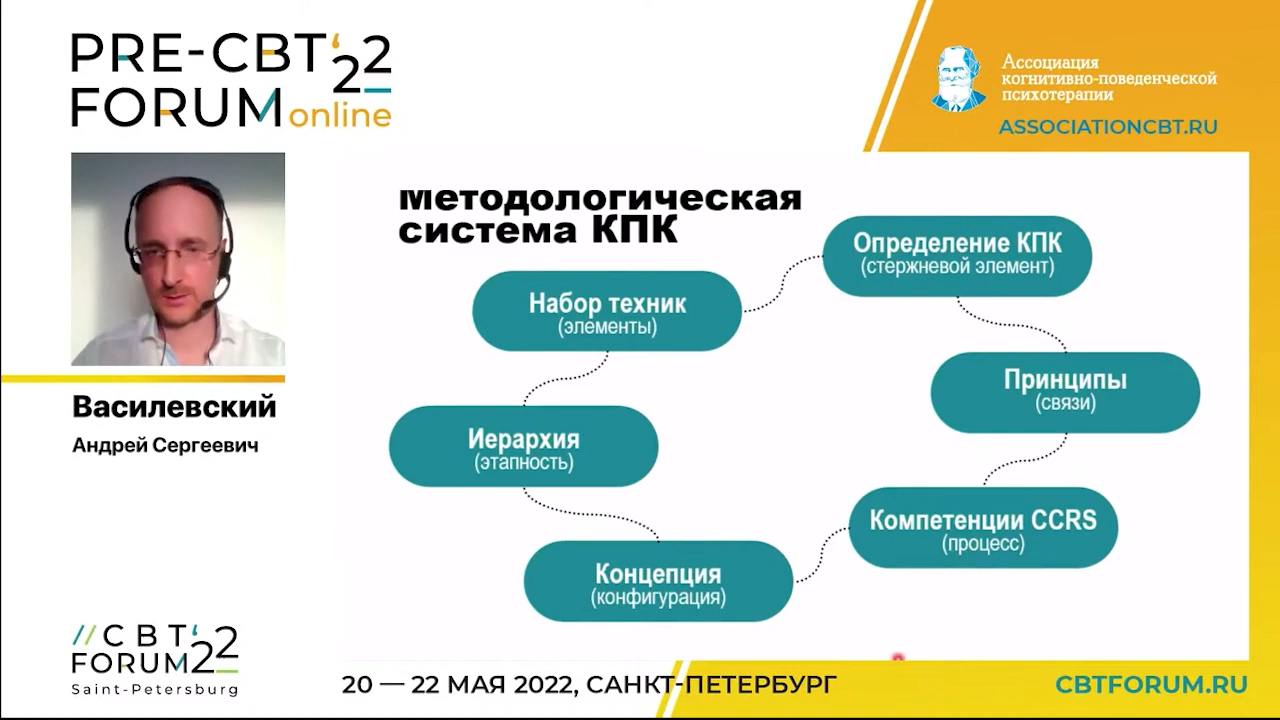 PRE-CBT'22
FORUM online
Ассоциация
когнитивно-поведенческой
психотерапии
ASSOCIATIONCBT.RU
Методологическая
система КПК
Определение КПК
(стержневой элемент)
Набор техник
(элементы)
Принципы
(связи)
Иерархия
(этапность)
Компетенции CCRS
(процесс)
Концепция
(конфигурация)
Василевский
Андрей Сергеевич
//CBT'22
FORUM
Saint-Petersburg
20 — 22 МАЯ 2022, САНКТ-ПЕТЕРБУРГ
CBTFORUM.RU